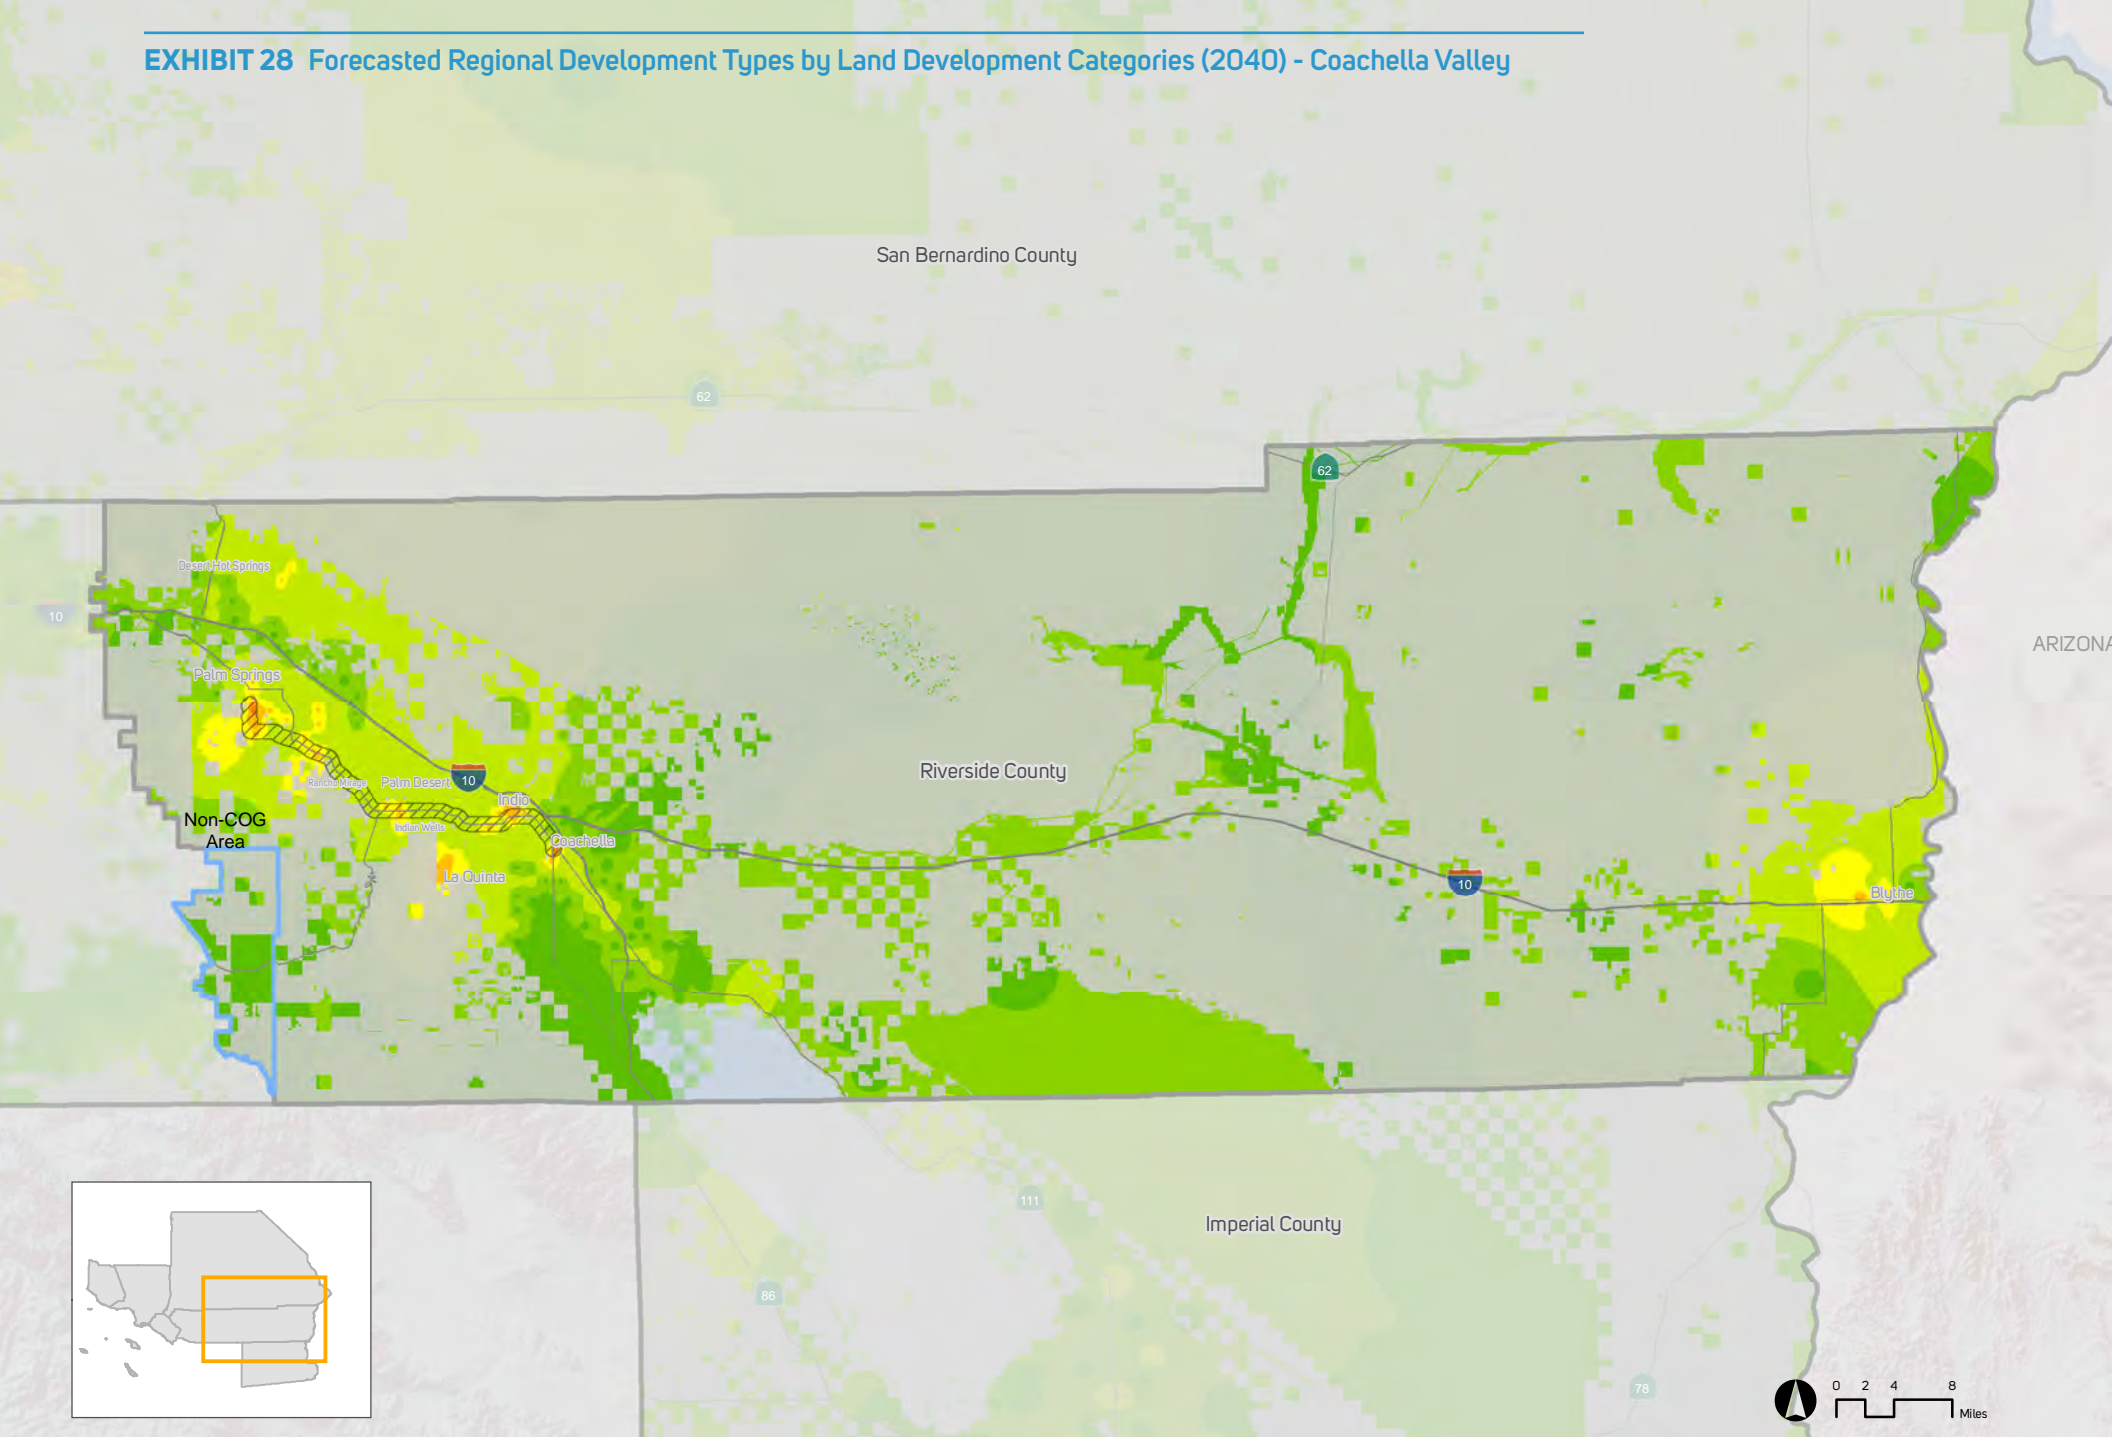 EXHIBIT 28 Forecasted Regional Development Types by Land Development Categories (2040) - Coachella Valley
San Bernardino County
62
62
Desert Hot Springs
10
ARIZONA
Palm Springs
Riverside County
Rancho Mirage
Palm Desert
10
Indio
Non-COG
Area
Indian Wells
Coachella
La Quinta
10
Blythe
111
Imperial County
86
78
0 2 4 8
Miles